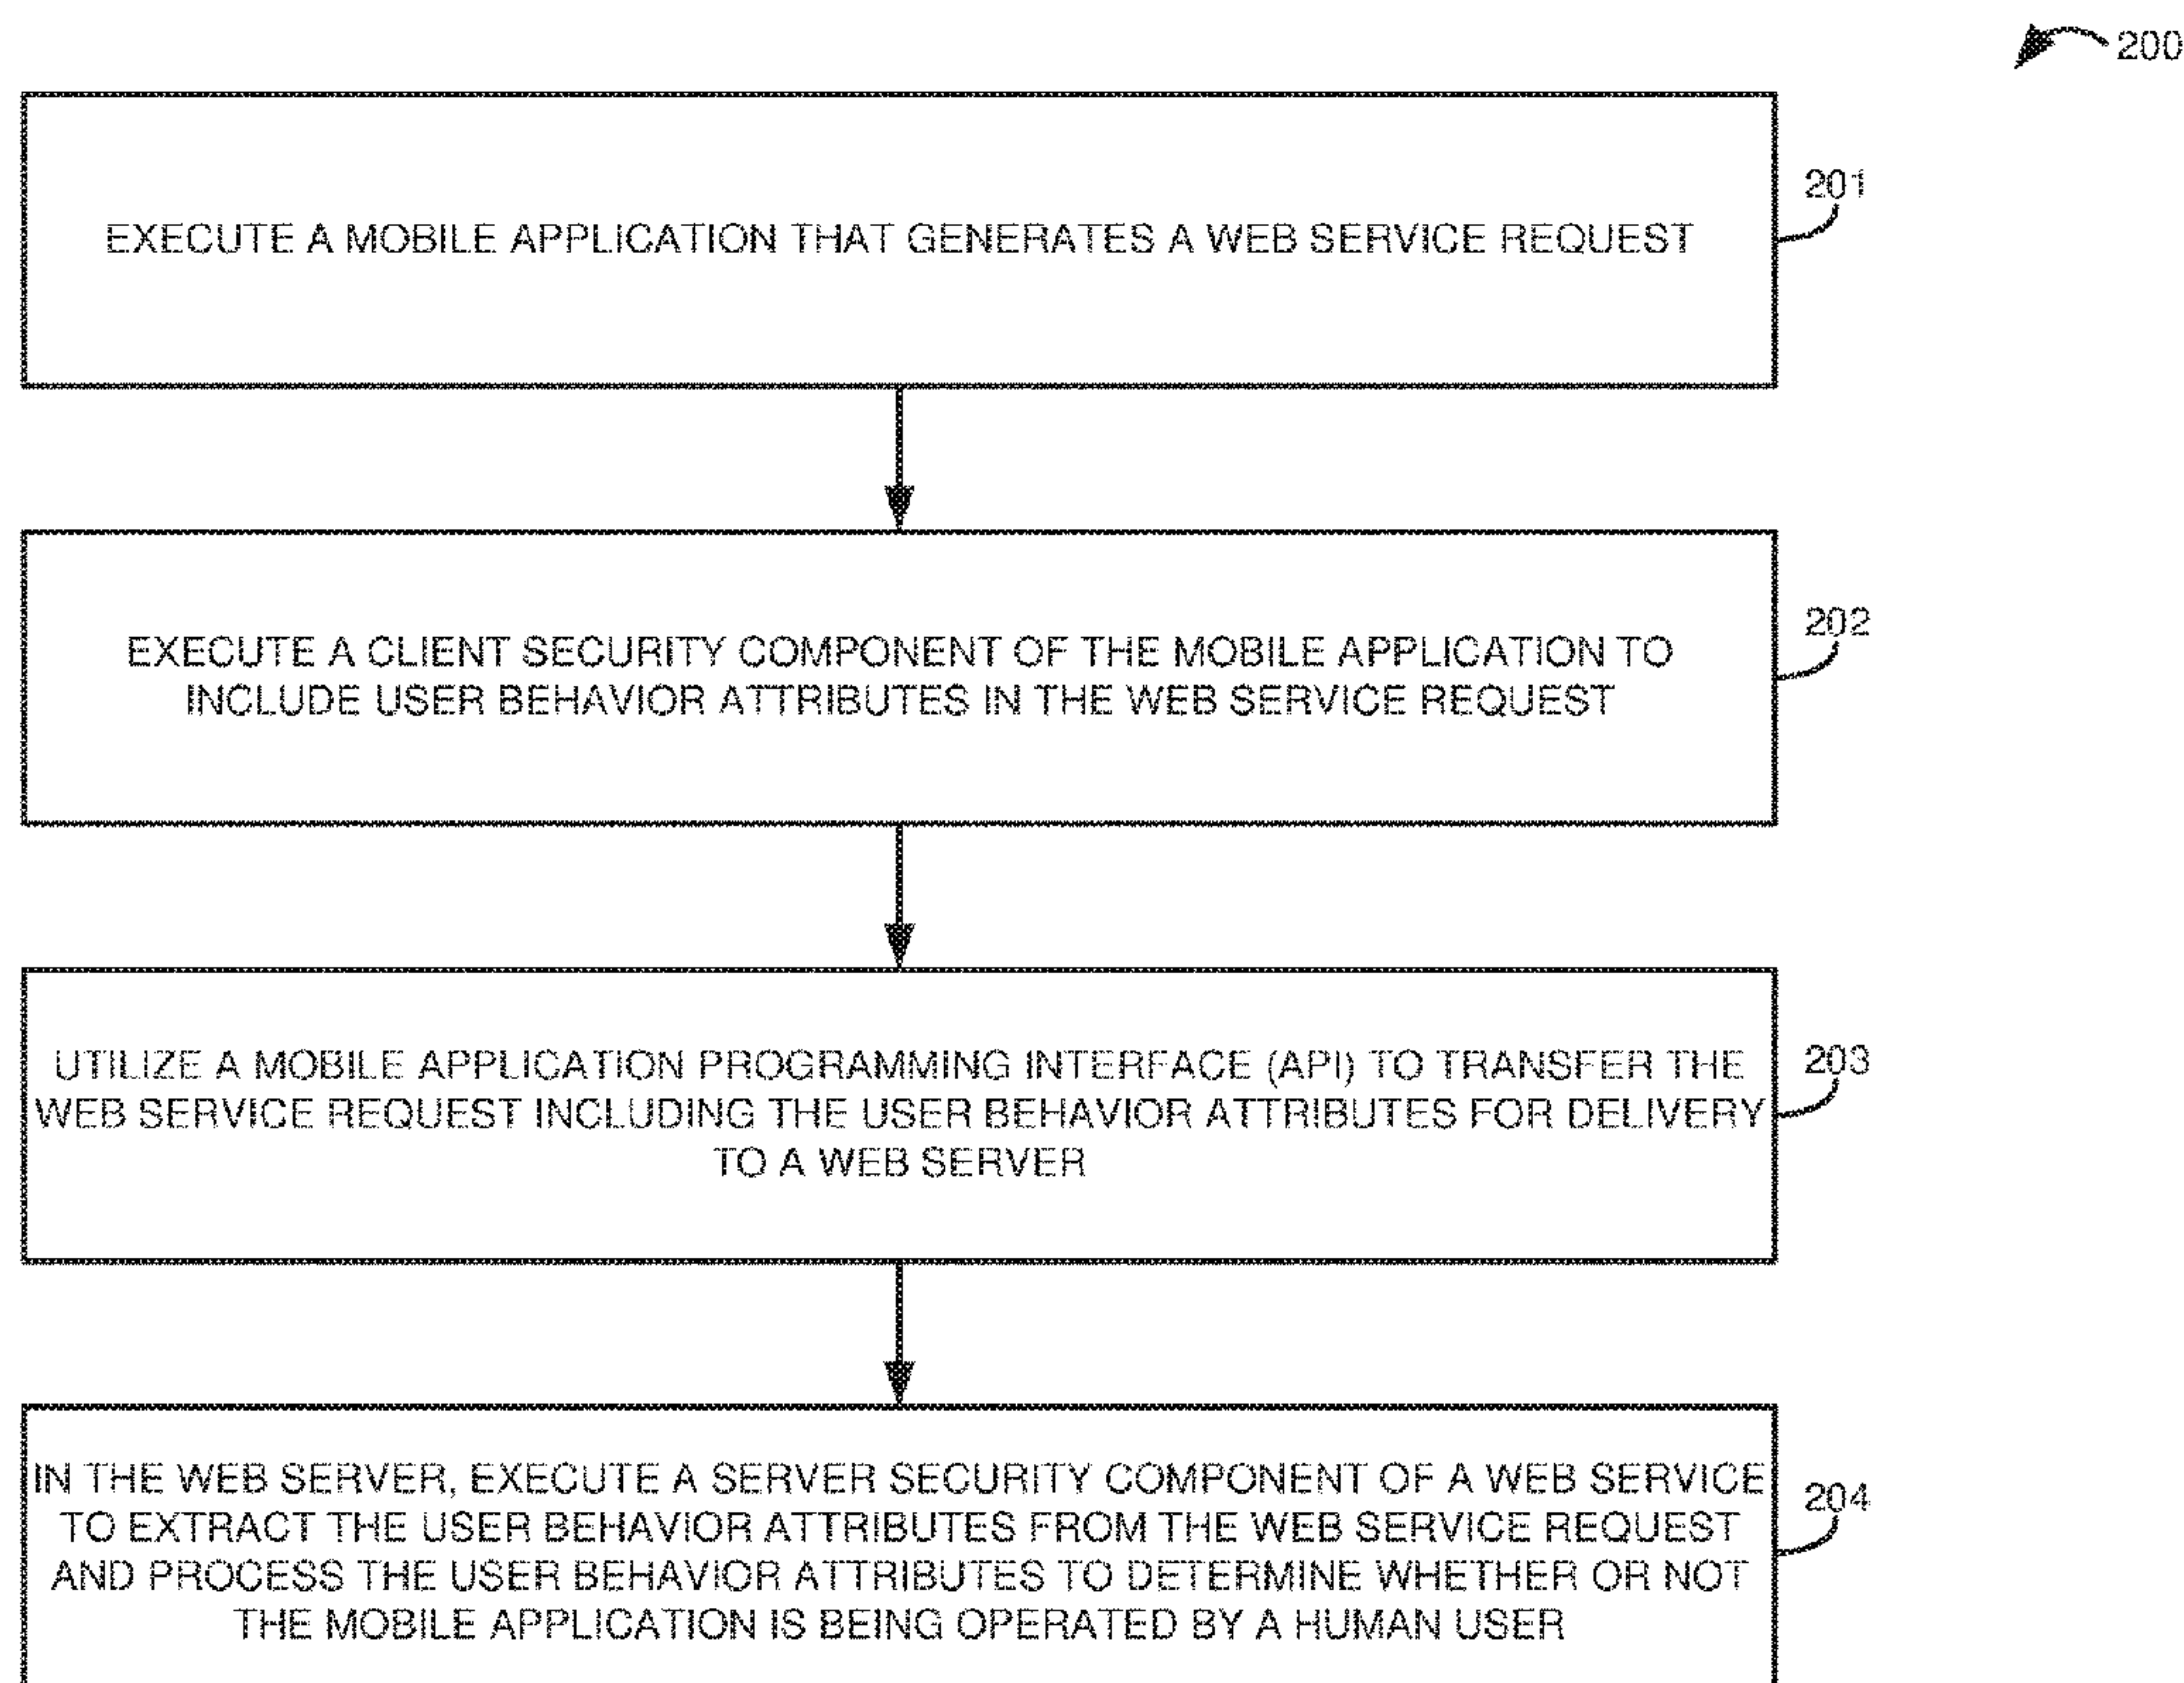 200
EXECUTE A MOBILE APPLICATION THAT GENERATES A WEB SERVICE REQUEST
201
EXECUTE A CLIENT SECURITY COMPONENT OF THE MOBILE APPLICATION TO
INCLUDE USER BEHAVIOR ATTRIBUTES IN THE WEB SERVICE REQUEST
202
UTILIZE A MOBILE APPLICATION PROGRAMMING INTERFACE (API) TO TRANSFER THE
WEB SERVICE REQUEST INCLUDING THE USER BEHAVIOR ATTRIBUTES FOR DELIVERY
TO A WEB SERVER
203
IN THE WEB SERVER, EXECUTE A SERVER SECURITY COMPONENT OF A WEB SERVICE
TO EXTRACT THE USER BEHAVIOR ATTRIBUTES FROM THE WEB SERVICE REQUEST
AND PROCESS THE USER BEHAVIOR ATTRIBUTES TO DETERMINE WHETHER OR NOT
THE MOBILE APPLICATION IS BEING OPERATED BY A HUMAN USER
204